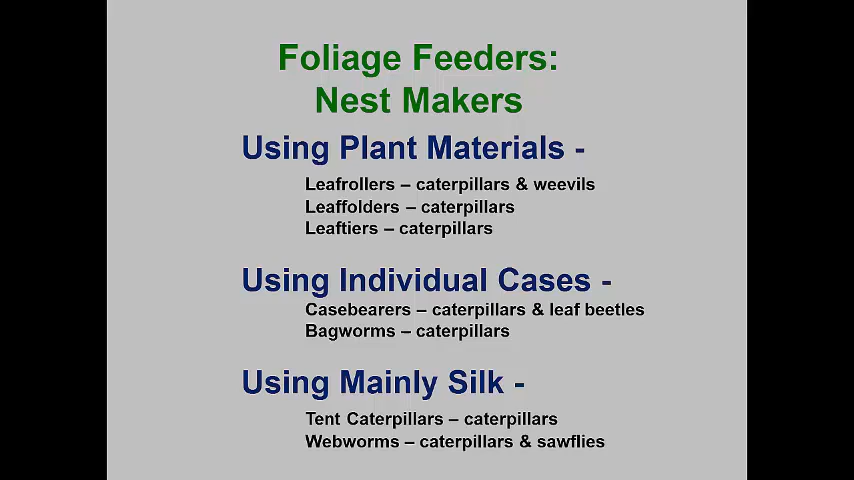 Foliage Feeders:
Nest Makers
Using Plant Materials -
Leafrollers – caterpillars & weevils
Leaffolders – caterpillars
Leaftiers – caterpillars
Using Individual Cases -
Casebearers – caterpillars & leaf beetles
Bagworms – caterpillars
Using Mainly Silk -
Tent Caterpillars – caterpillars
Webworms – caterpillars & sawflies